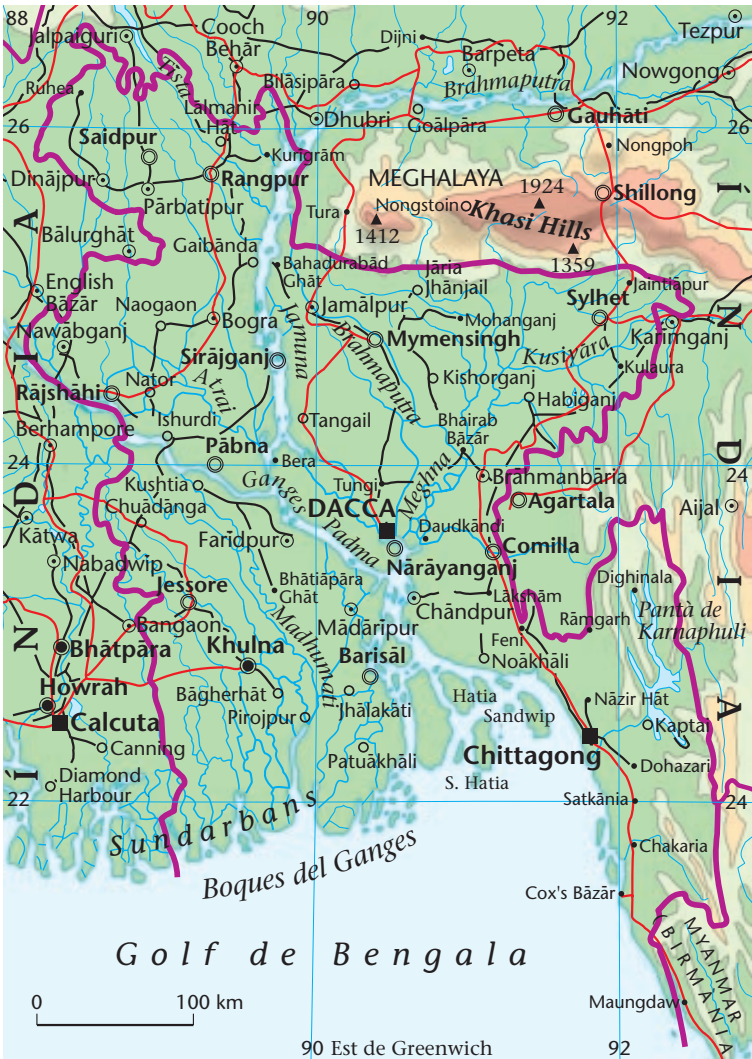 88
90
92
Jalpaiguri
Cooch
Behār
Dijni
Barpeta
Tezpur
Nowgong
Ruhea
Tista
Bilāsipāra
Brahmaputra
Lālmanir
Hāt
Dhubri
Goālpāra
Gauhāti
26
26
Saidpur
Kurigrām
Nongpoh
Dinājpur
Rangpur
MEGHALAYA
1924
Shillong
Pārbatipur
Tura
Nongstoin
Khasi Hills
1412
1359
Bālurghāt
Gaibānda
Bahadurabād
Ghāt
Jāria
Jhānjail
Jaintiāpur
English
Bāzār
Naogaon
Bogra
Jamālpur
Mohanganj
Sylhet
Karīmganj
Nawābganj
Jamuna
Brahmaputra
Mymensingh
Kusiyāra
Sirājganj
Kishorganj
Kulaura
Rājshāhi
Nator
Atrai
Habiganj
Berhampore
Ishurdi
Tangail
Bhairab
Bāzār
24
Pābna
Bera
24
Kushtia
Ganges
Tungi
Meghna
Brāhmanbāria
Chuādānga
DACCA
Agartala
Aijal
Kātwa
Faridpur
Padma
Daudkāndi
Nabadwip
Nārāyanganj
Comilla
Jessore
Bhātiāpāra
Ghāt
Lākshām
Dighinala
Bangaon
Madhumati
Mādārīpur
Chāndpur
Feni
Rāmgarh
Pantà de
Karnaphuli
Bhātpāra
Khulna
Barisāl
Noākhāli
Howrah
Bāgherhāt
Hatia
Nāzir Hāt
Calcuta
Pirojpur
Jhālakāti
Sandwip
Kaptai
Canning
Patuākhāli
Chittagong
Dohazari
Diamond
Harbour
S. Hatia
22
Satkānia
24
Sundarbans
Boques del Ganges
Chakaria
Cox's Bāzār
Golf de Bengala
MYANMAR
(BIRMÀNIA)
Maungdaw
0
100 km
90 Est de Greenwich
92
ÍNDIA
ÍNDIA